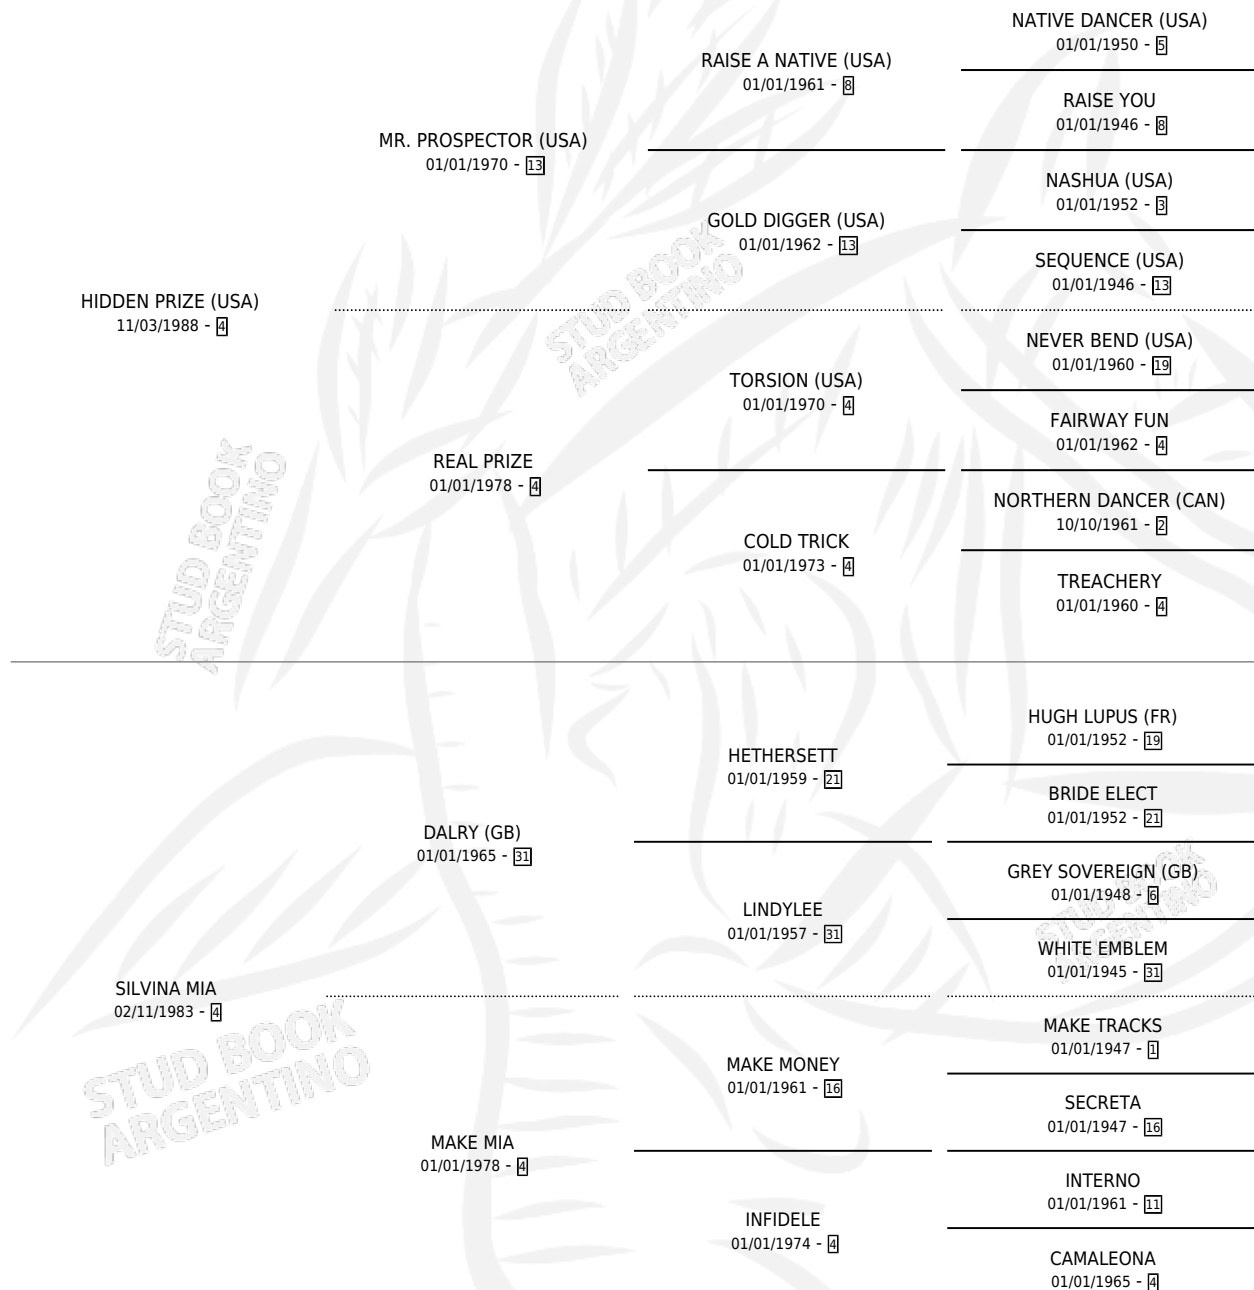 NATIVE DANCER (USA)
01/01/1950 - 5
RAISE A NATIVE (USA)
01/01/1961 - 8
RAISE YOU
01/01/1946 - 8
MR. PROSPECTOR (USA)
01/01/1970 - 13
NASHUA (USA)
01/01/1952 - 3
GOLD DIGGER (USA)
01/01/1962 - 13
SEQUENCE (USA)
01/01/1946 - 13
HIDDEN PRIZE (USA)
11/03/1988 - 4
NEVER BEND (USA)
01/01/1960 - 19
TORSION (USA)
01/01/1970 - 4
FAIRWAY FUN
01/01/1962 - 4
REAL PRIZE
01/01/1978 - 4
NORTHERN DANCER (CAN)
10/10/1961 - 2
COLD TRICK
01/01/1973 - 4
TREACHERY
01/01/1960 - 4
HUGH LUPUS (FR)
01/01/1952 - 19
HETHERSETT
01/01/1959 - 21
BRIDE ELECT
01/01/1952 - 21
DALRY (GB)
01/01/1965 - 31
GREY SOVEREIGN (GB)
01/01/1948 - 6
LINDYLEE
01/01/1957 - 31
WHITE EMBLEM
01/01/1945 - 31
SILVINA MIA
02/11/1983 - 4
MAKE TRACKS
01/01/1947 - 1
MAKE MONEY
01/01/1961 - 16
SECRETA
01/01/1947 - 16
MAKE MIA
01/01/1978 - 4
INTERNO
01/01/1961 - 11
INFIDELE
01/01/1974 - 4
CAMALEONA
01/01/1965 - 4
STUD BOOK
ARGENTINO
STUD BOOK
ARGENTINO
STUD BOOK
ARGENTINO
STUD BOOK
ARGENTINO